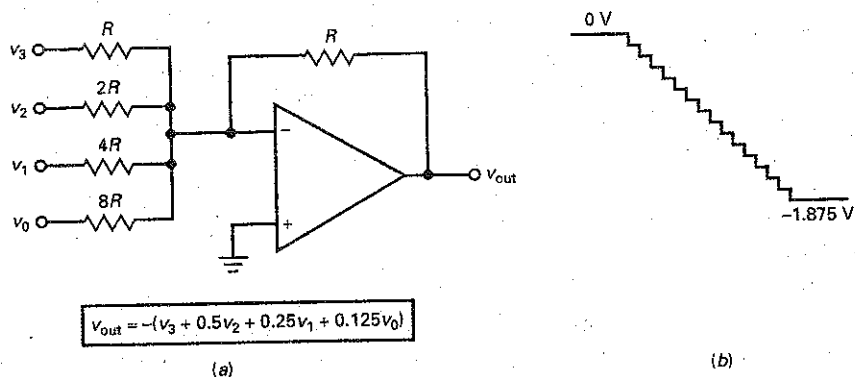 R
v3
R
2R
v2
4R
v1
8R
v0
−
+
vout
vout = −(v3 + 0.5v2 + 0.25v1 + 0.125v0)
(a)
0 V
−1.875 V
(b)